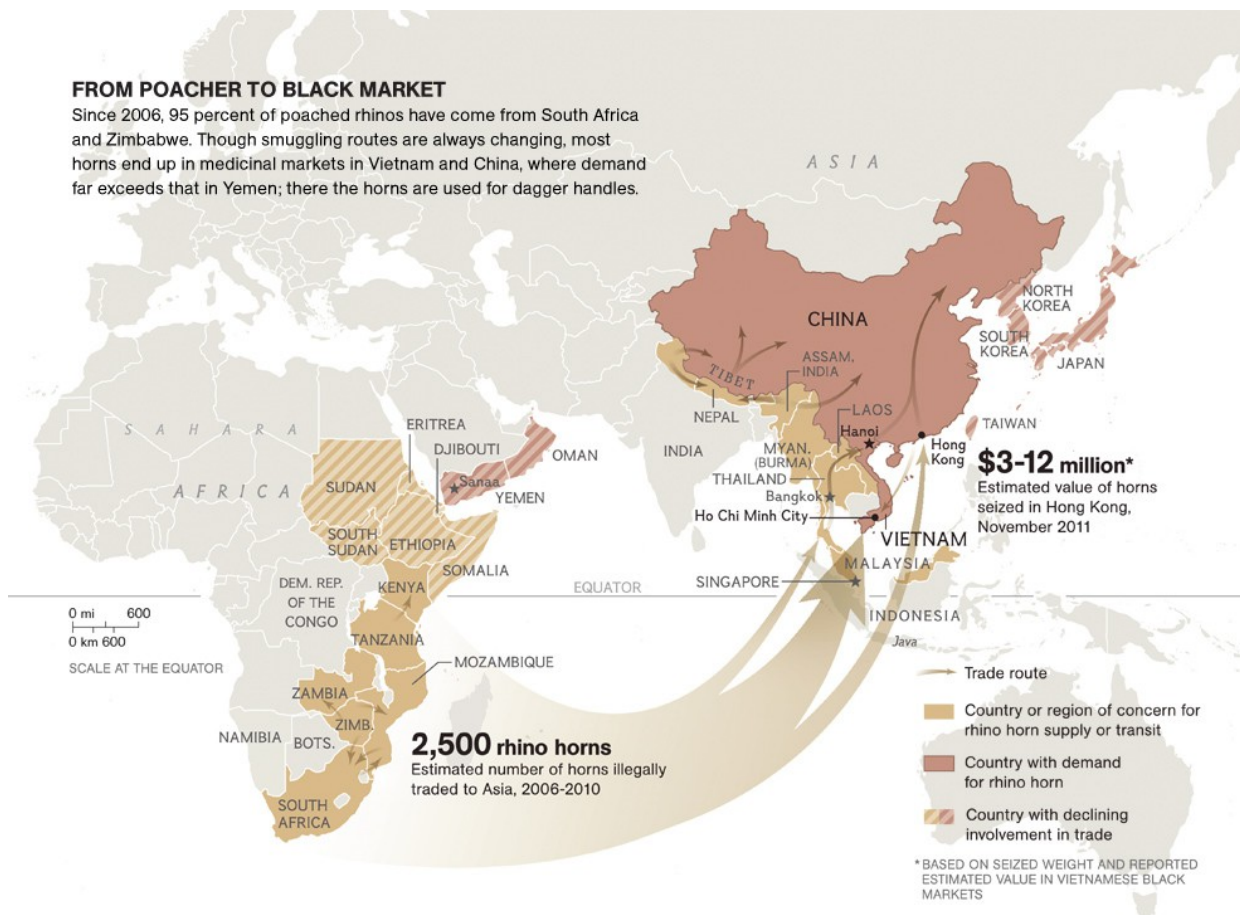 FROM POACHER TO BLACK MARKET
Since 2006, 95 percent of poached rhinos have come from South Africa
and Zimbabwe. Though smuggling routes are always changing, most
horns end up in medicinal markets in Vietnam and China, where demand
far exceeds that in Yemen; there the horns are used for dagger handles.
ASIA
CHINA
NORTH
KOREA
SOUTH
KOREA
JAPAN
TIBET
ASSAM.
INDIA
NEPAL
INDIA
LAOS
Hanoi
MYAN.
(BURMA)
THAILAND
Bangkok
Ho Chi Minh City
VIETNAM
TAIWAN
Hong
Kong
$3-12 million*
Estimated value of horns
seized in Hong Kong,
November 2011
MALAYSIA
SINGAPORE
INDONESIA
Java
SAHARA
AFRICA
ERITREA
DJIBOUTI
OMAN
Sanaa
YEMEN
SUDAN
SOUTH
SUDAN
ETHIOPIA
SOMALIA
DEM. REP.
OF THE
CONGO
KENYA
EQUATOR
TANZANIA
0 mi 600
0 km 600
SCALE AT THE EQUATOR
MOZAMBIQUE
ZAMBIA
ZIMB.
NAMIBIA
BOTS.
SOUTH
AFRICA
2,500 rhino horns
Estimated number of horns illegally
traded to Asia, 2006-2010
Trade route
Country or region of concern for
rhino horn supply or transit
Country with demand
for rhino horn
Country with declining
involvement in trade
*BASED ON SEIZED WEIGHT AND REPORTED
ESTIMATED VALUE IN VIETNAMESE BLACK
MARKETS